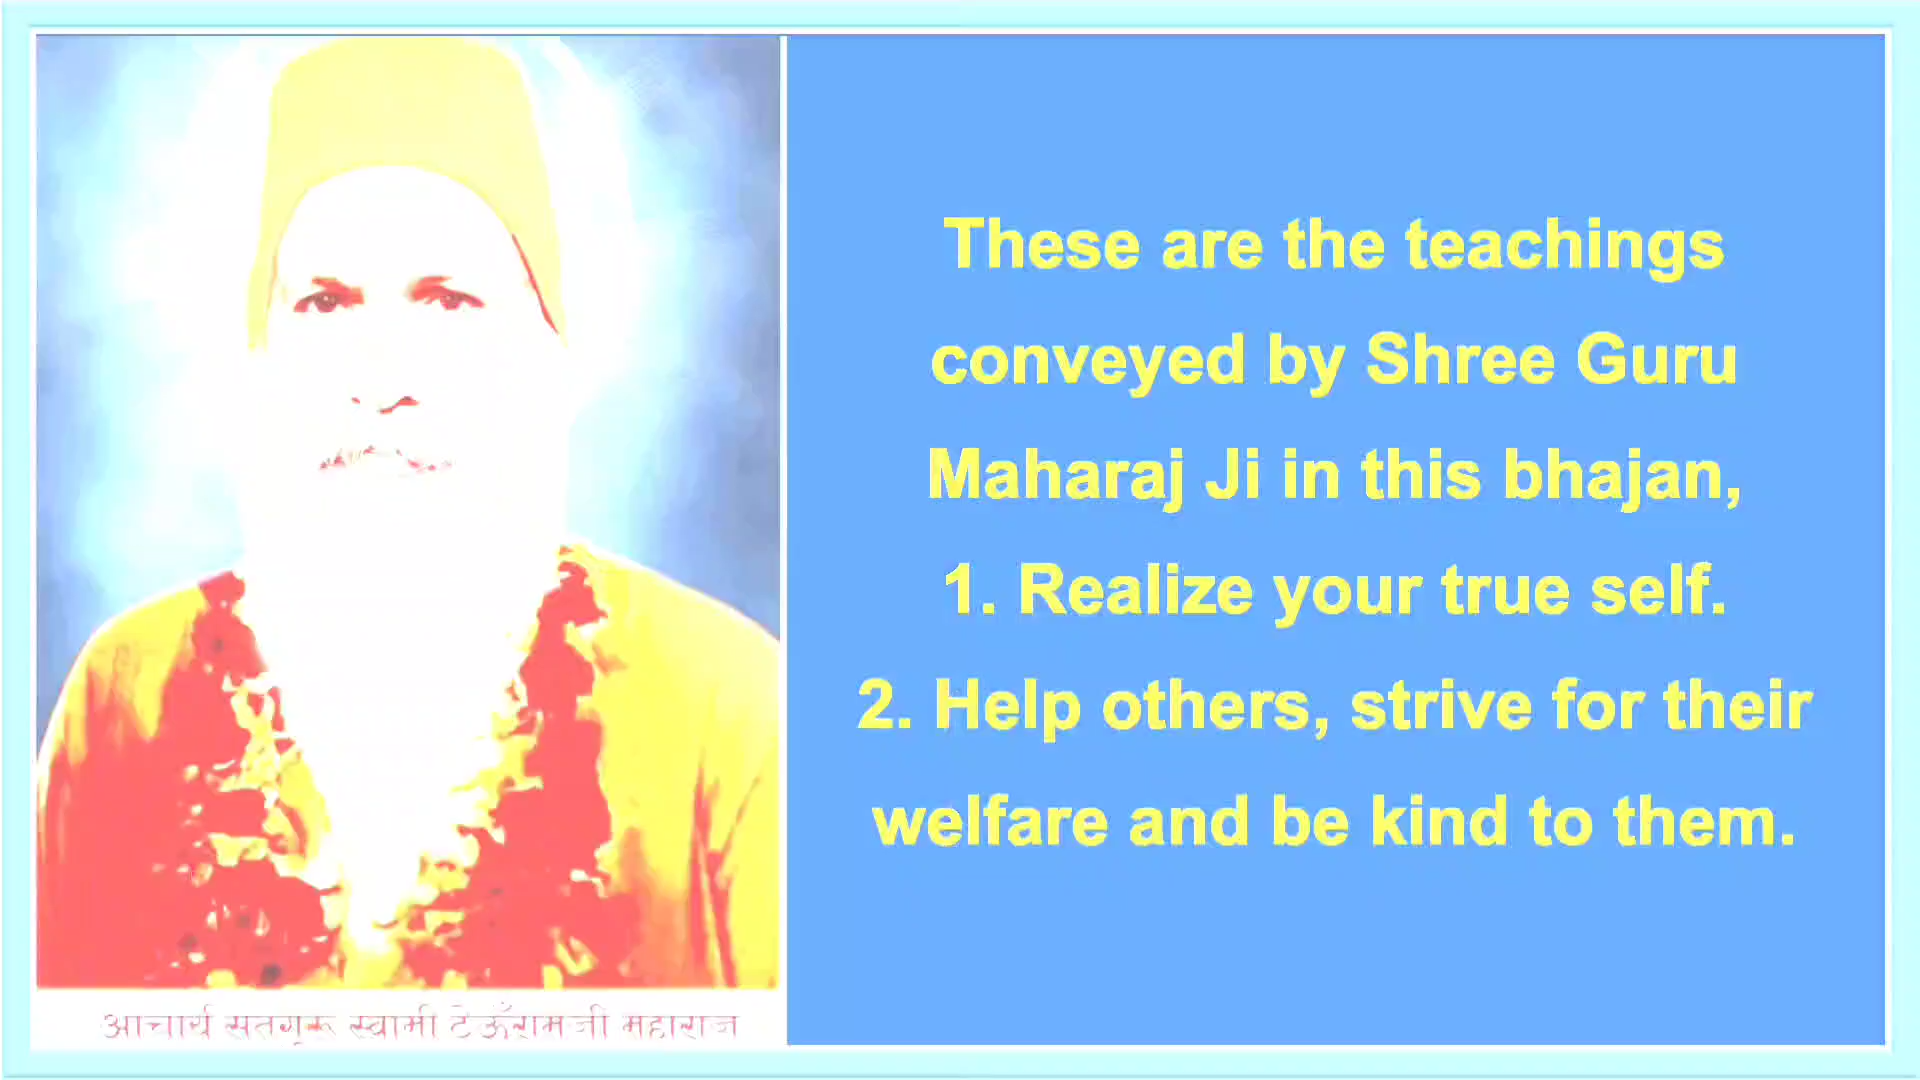 These are the teachings
conveyed by Shree Guru
Maharaj Ji in this bhajan,
1. Realize your true self.
2. Help others, strive for their
welfare and be kind to them.
आचार्य सतगुरू स्वामी टेऊँराम जी महाराज